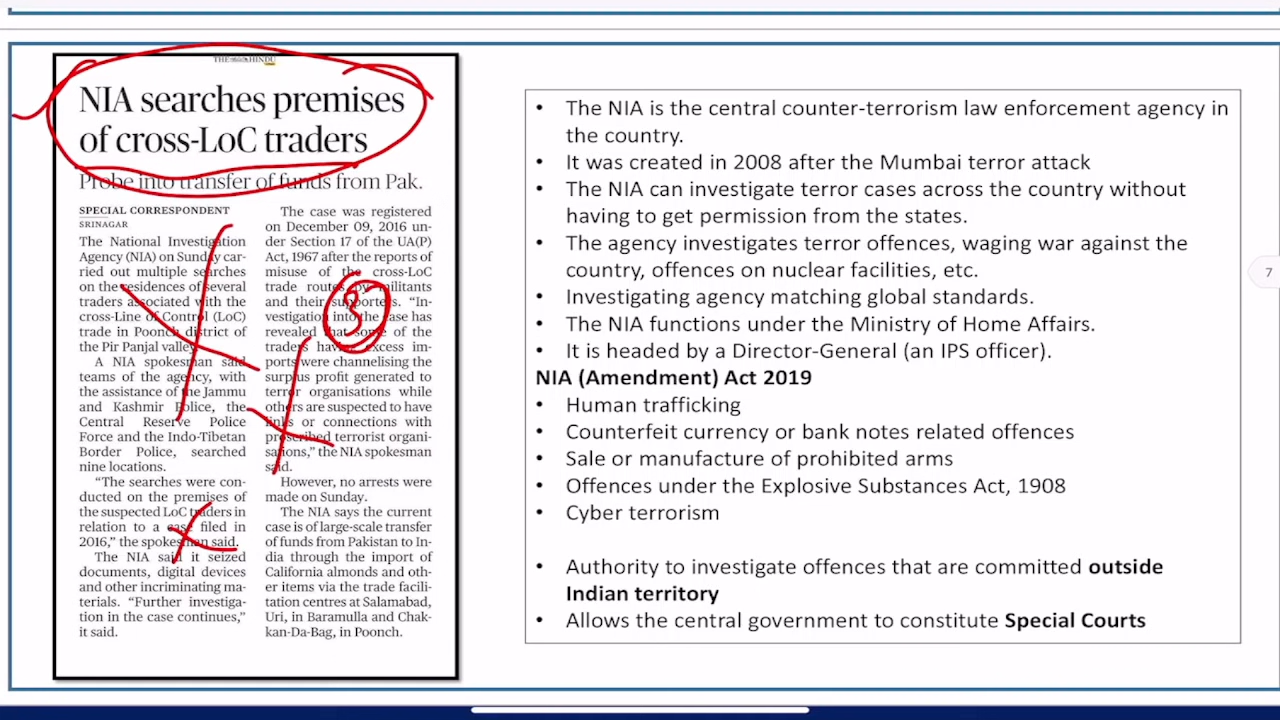 THE HINDU
NIA searches premises
of cross-LoC traders
Probe into transfer of funds from Pak.
SPECIAL CORRESPONDENT
SRINAGAR
The National Investigation
Agency (NIA) on Sunday car-
ried out multiple searches
on the residences of several
traders associated with the
cross-Line of Control (LoC)
trade in Poonch district of
the Pir Panjal valley.
A NIA spokesman said
teams of the agency, with
the assistance of the Jammu
and Kashmir Police, the
Central Reserve Police
Force and the Indo-Tibetan
Border Police, searched
nine locations.
“The searches were con-
ducted on the premises of
the suspected LoC traders in
relation to a case filed in
2016,” the spokesman said.
The NIA said it seized
documents, digital devices
and other incriminating ma-
terials. “Further investiga-
tion in the case continues,”
it said.
The case was registered
on December 09, 2016 un-
der Section 17 of the UA(P)
Act, 1967 after the reports of
misuse of the cross-LoC
trade routes by militants
and their supporters. “In-
vestigation into the case has
revealed that some of the
traders having excess im-
ports were channelising the
surplus profit generated to
terror organisations while
others are suspected to have
links or connections with
proscribed terrorist organi-
sations,” the NIA spokesman
said.
However, no arrests were
made on Sunday.
The NIA says the current
case is of large-scale transfer
of funds from Pakistan to In-
dia through the import of
California almonds and oth-
er items via the trade facili-
tation centres at Salamabad,
Uri, in Baramulla and Chak-
kan-Da-Bag, in Poonch.
• The NIA is the central counter-terrorism law enforcement agency in
the country.
• It was created in 2008 after the Mumbai terror attack
• The NIA can investigate terror cases across the country without
having to get permission from the states.
• The agency investigates terror offences, waging war against the
country, offences on nuclear facilities, etc.
• Investigating agency matching global standards.
• The NIA functions under the Ministry of Home Affairs.
• It is headed by a Director-General (an IPS officer).
NIA (Amendment) Act 2019
• Human trafficking
• Counterfeit currency or bank notes related offences
• Sale or manufacture of prohibited arms
• Offences under the Explosive Substances Act, 1908
• Cyber terrorism
• Authority to investigate offences that are committed outside
Indian territory
• Allows the central government to constitute Special Courts
7